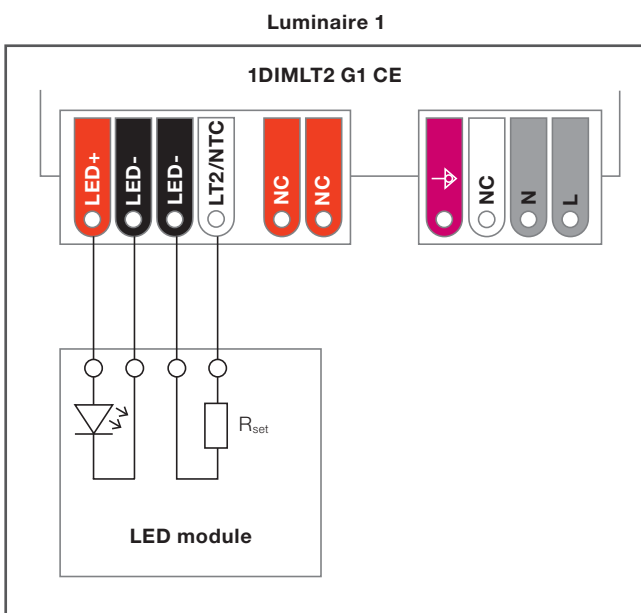 Luminaire 1
1DIMLT2 G1 CE
LED+
LED-
LED-
LT2/NTC
NC
NC
NC
N
L
Rset
LED module